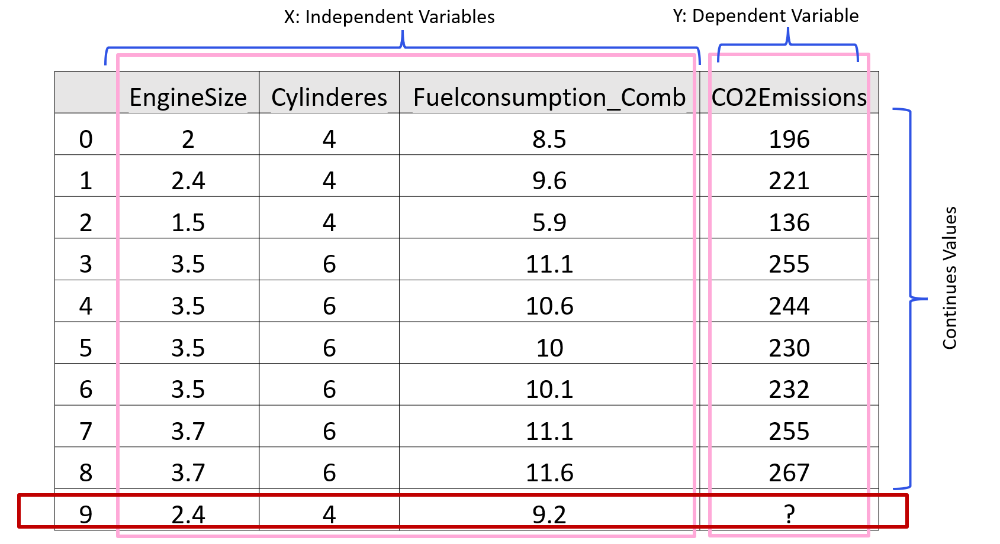 X: Independent Variables Y: Dependent Variable
EngineSize Cylinderes Fuelconsumption_Comb CO2Emissions
0 2 4 8.5 196
1 2.4 4 9.6 221
2 1.5 4 5.9 136
3 3.5 6 11.1 255
4 3.5 6 10.6 244
5 3.5 6 10 230
6 3.5 6 10.1 232
7 3.7 6 11.1 255
8 3.7 6 11.6 267
9 2.4 4 9.2 ?
Continues Values